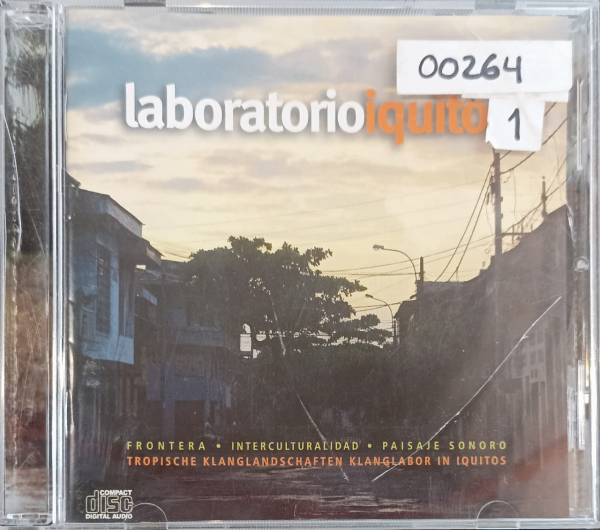 00264
laboratorioiquito
1
FRONTERA • INTERCULTURALIDAD • PAISAJE SONORO
TROPISCHE KLANGLANDSCHAFTEN KLANGLABOR IN IQUITOS
COMPACT
disc
DIGITAL AUDIO